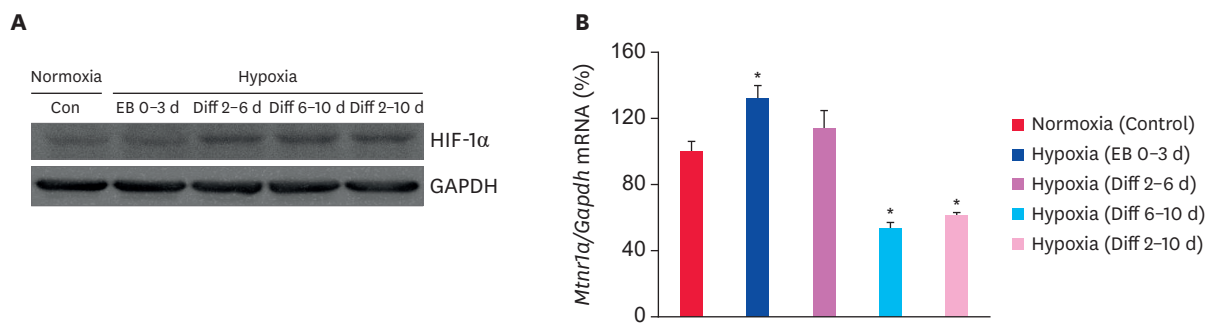 A
Normoxia Hypoxia
Con EB 0–3 d Diff 2–6 d Diff 6–10 d Diff 2–10 d
HIF-1α
GAPDH
B
Mtnr1a/Gapdh mRNA (%)
160
120
80
40
0
*
*
*
Normoxia (Control)
Hypoxia (EB 0–3 d)
Hypoxia (Diff 2–6 d)
Hypoxia (Diff 6–10 d)
Hypoxia (Diff 2–10 d)